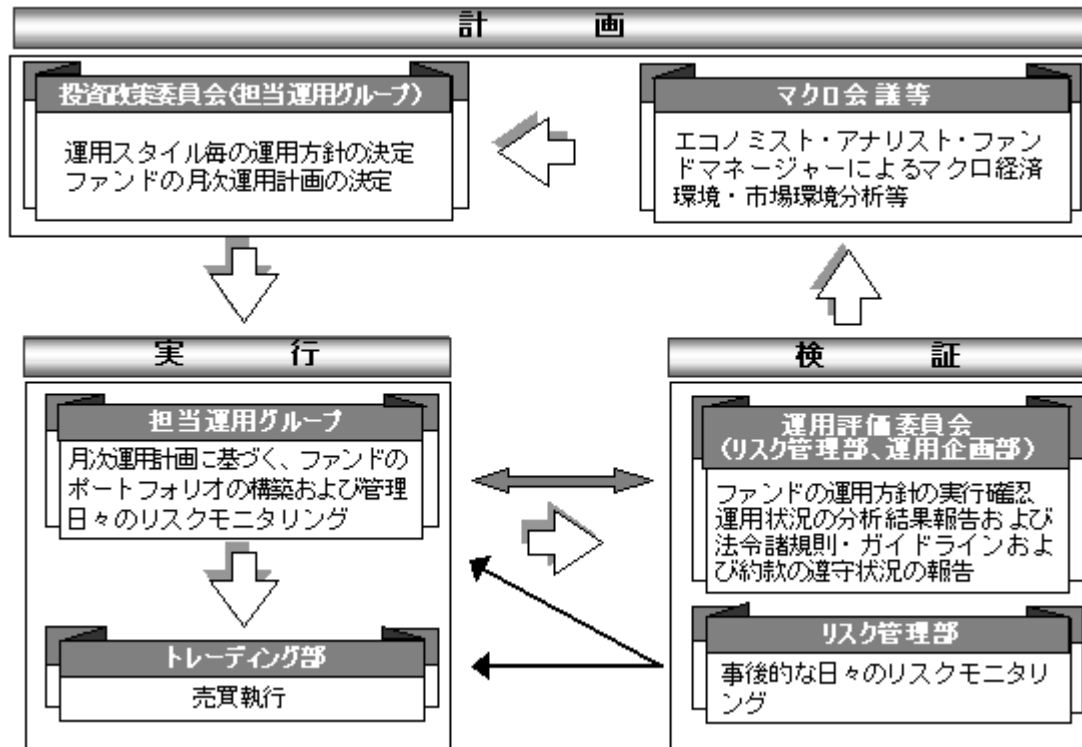 計 画
投資政策委員会(担当運用グループ)
運用スタイル毎の運用方針の決定
ファンドの月次運用計画の決定
マクロ会議等
エコノミスト・アナリスト・ファン
ドマネージャーによるマクロ経済
環境・市場環境分析等
実 行
担当運用グループ
月次運用計画に基づく、ファンドの
ポートフォリオの構築および管理
日々のリスクモニタリング
トレーディング部
売買執行
検 証
運用評価委員会
(リスク管理部、運用企画部)
ファンドの運用方針の実行確認
運用状況の分析結果報告および
法令諸規則・ガイドラインおよ
び約款の遵守状況の報告
リスク管理部
事後的な日々のリスクモニタリ
ング